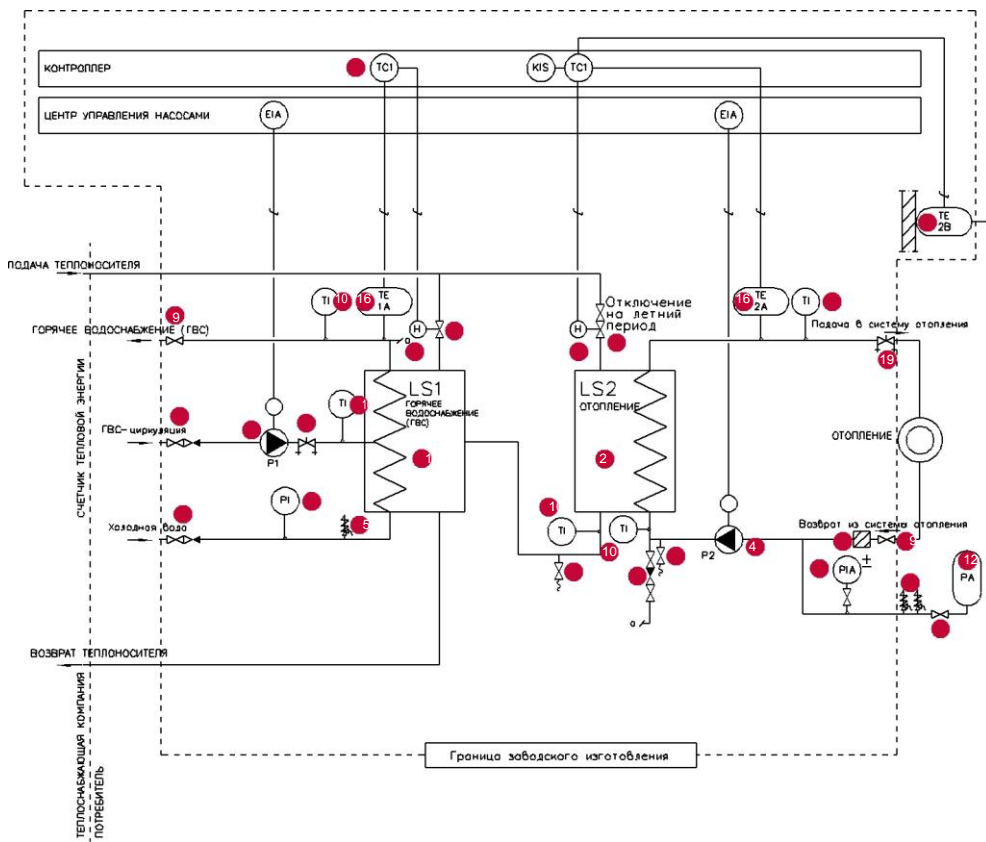 КОНТРОЛЛЕР
TC1
KIS
TC1
ЦЕНТР УПРАВЛЕНИЯ НАСОСАМИ
EIA
EIA
TE
2B
ПОДАЧА ТЕПЛОНОСИТЕЛЯ
TI
10
16
TE
1A
Отключение
на летний
период
16
TE
2A
TI
9
ГОРЯЧЕЕ ВОДОСНАБЖЕНИЕ (ГВС)
а
H
H
Подача в систему отопления
19
LS1
ГОРЯЧЕЕ
ВОДОСНАБЖЕНИЕ
(ГВС)
LS2
ОТОПЛЕНИЕ
TI
1
ГВС-циркуляция
P1
1
2
ОТОПЛЕНИЕ
СЧЕТЧИК ТЕПЛОВОЙ ЭНЕРГИИ
PI
Холодная вода
5
1
TI
TI
10
P2
4
Возврат из система отопления
9
PIA
±
12
PA
а
ВОЗВРАТ ТЕПЛОНОСИТЕЛЯ
Граница заводского изготовления
ТЕПЛОСНАБЖАЮЩАЯ КОМПАНИЯ
ПОТРЕБИТЕЛЬ